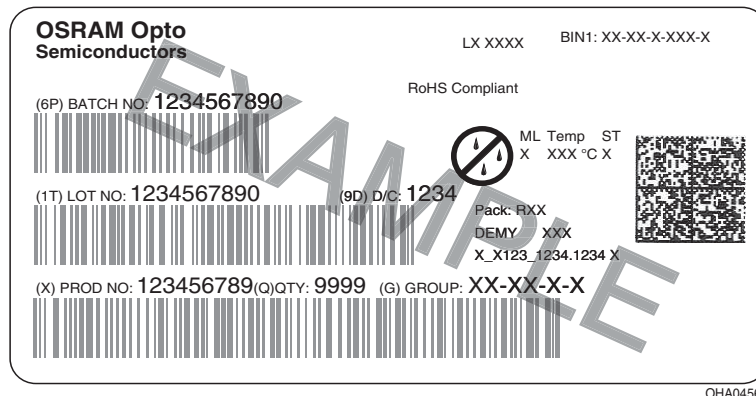 OSRAM Opto
Semiconductors
LX XXXX
BIN1: XX-XX-X-XXX-X
RoHS Compliant
(6P) BATCH NO: 1234567890
ML Temp ST
X XXX °C X
(1T) LOT NO: 1234567890 (9D) D/C: 1234
Pack: RXX
DEMY XXX
X_X123_1234.1234 X
(X) PROD NO: 123456789(Q)QTY: 9999 (G) GROUP: XX-XX-X-X
EXAMPLE